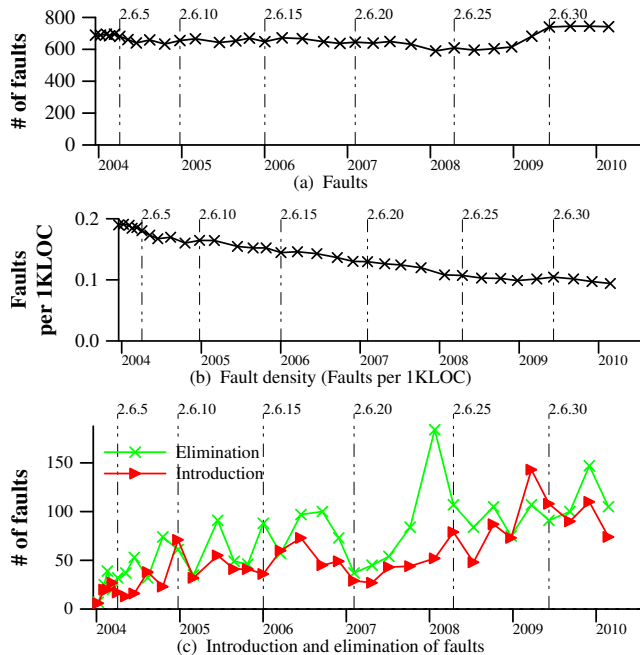 2.6.5 2.6.10 2.6.15 2.6.20 2.6.25 2.6.30
800
600
400
200
0
# of faults
2004 2005 2006 2007 2008 2009 2010
(a) Faults
2.6.5 2.6.10 2.6.15 2.6.20 2.6.25 2.6.30
0.2
0.1
0.0
Faults
per 1KLOC
2004 2005 2006 2007 2008 2009 2010
(b) Fault density (Faults per 1KLOC)
2.6.5 2.6.10 2.6.15 2.6.20 2.6.25 2.6.30
Elimination
Introduction
150
100
50
0
# of faults
2004 2005 2006 2007 2008 2009 2010
(c) Introduction and elimination of faults